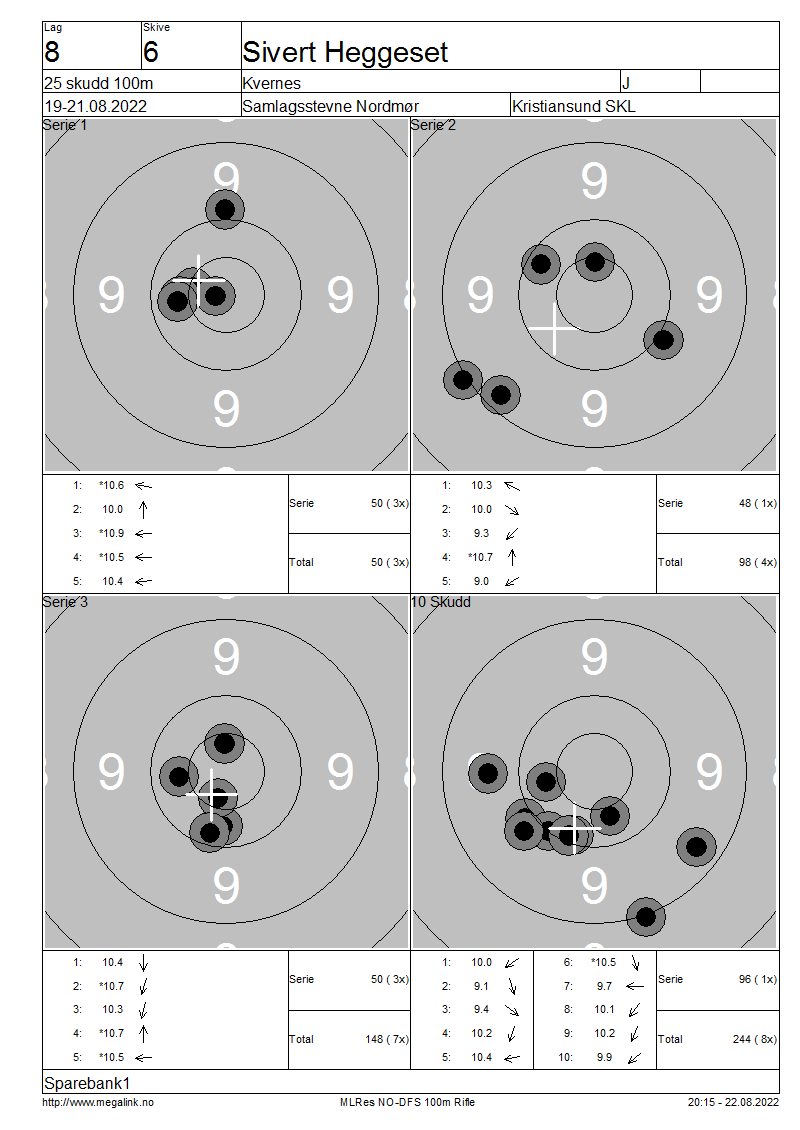 Lag
Skive
8
6
Sivert Heggeset
25 skudd 100m
Kvernes
J
19-21.08.2022
Samlagsstevne Nordmør
Kristiansund SKL
Serie 1
9
9
9
9
1: *10.6
2: 10.0
3: *10.9
4: *10.5
5: 10.4
Serie 50 ( 3x)
Total 50 ( 3x)
Serie 2
9
9
9
9
1: 10.3
2: 10.0
3: 9.3
4: *10.7
5: 9.0
Serie 48 ( 1x)
Total 98 ( 4x)
Serie 3
9
9
9
9
1: 10.4
2: *10.7
3: 10.3
4: *10.7
5: *10.5
Serie 50 ( 3x)
Total 148 ( 7x)
10 Skudd
9
9
9
1: 10.0
2: 9.1
3: 9.4
4: 10.2
5: 10.4
6: *10.5
7: 9.7
8: 10.1
9: 10.2
10: 9.9
Serie 96 ( 1x)
Total 244 ( 8x)
Sparebank1
http://www.megalink.no
MLRes NO-DFS 100m Rifle
20:15 - 22.08.2022